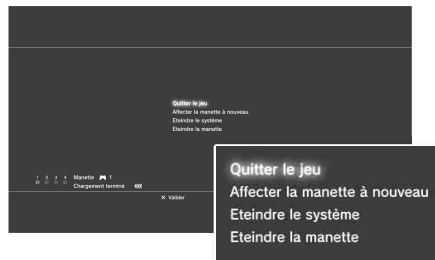 Quitter le jeu
Affecter la manette à nouveau
Eteindre le système
Eteindre la manette
1 2 3 4 Manette 1
Chargement terminé
X Valider
Quitter le jeu
Affecter la manette à nouveau
Eteindre le système
Eteindre la manette